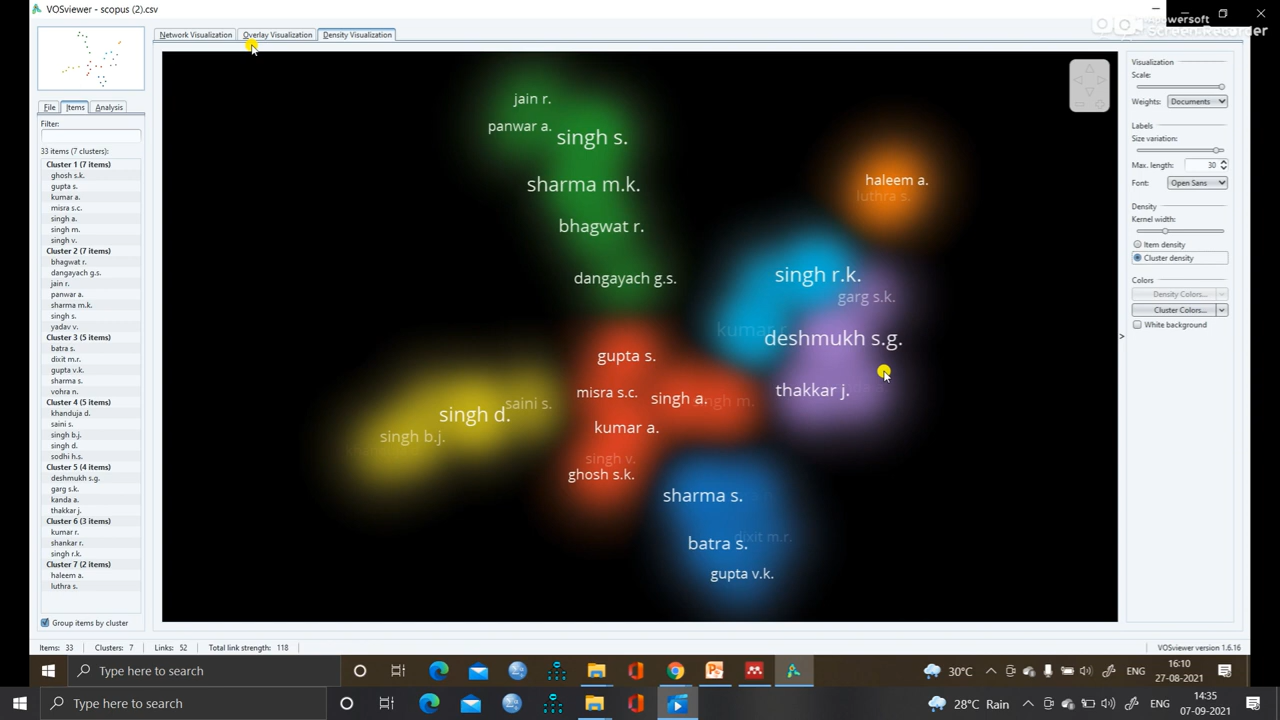 VOSviewer - scopus (2).csv
Apowersoft
Screen Recorder
Network Visualization
Overlay Visualization
Density Visualization
File
Items
Analysis
Filter:
33 items (7 clusters):
Cluster 1 (7 items)
ghosh s.k.
gupta s.
kumar a.
misra s.c.
singh a.
singh m.
singh v.
Cluster 2 (7 items)
bhagwat r.
dangayach g.s.
jain r.
panwar a.
sharma m.k.
singh s.
yadav v.
Cluster 3 (5 items)
batra s.
dixit m.r.
gupta v.k.
sharma s.
vohra n.
Cluster 4 (5 items)
khanduja d.
saini s.
singh b.j.
singh d.
sodhi h.s.
Cluster 5 (4 items)
deshmukh s.g.
garg s.k.
kanda a.
thakkar j.
Cluster 6 (3 items)
kumar r.
shankar r.
singh r.k.
Cluster 7 (2 items)
haleem a.
luthra s.
Group items by cluster
jain r.
panwar a.
singh s.
sharma m.k.
haleem a.
luthra s.
bhagwat r.
dangayach g.s.
singh r.k.
garg s.k.
kumar r.
deshmukh s.g.
gupta s.
misra s.c.
singh a.
singh m.
thakkar j.
saini s.
singh d.
kumar a.
singh b.j.
singh v.
ghosh s.k.
sharma s.
dixit m.r.
batra s.
gupta v.k.
Visualization
Scale:
Weights: Documents
Labels
Size variation:
Max. length: 30
Font: Open Sans
Density
Kernel width:
Item density
Cluster density
Colors
Density Colors...
Cluster Colors...
White background
>
Items: 33 Clusters: 7 Links: 52 Total link strength: 118
VOSviewer version 1.6.16
Type here to search
30°C
ENG
16:10
27-08-2021
Type here to search
28°C Rain
ENG
14:35
07-09-2021